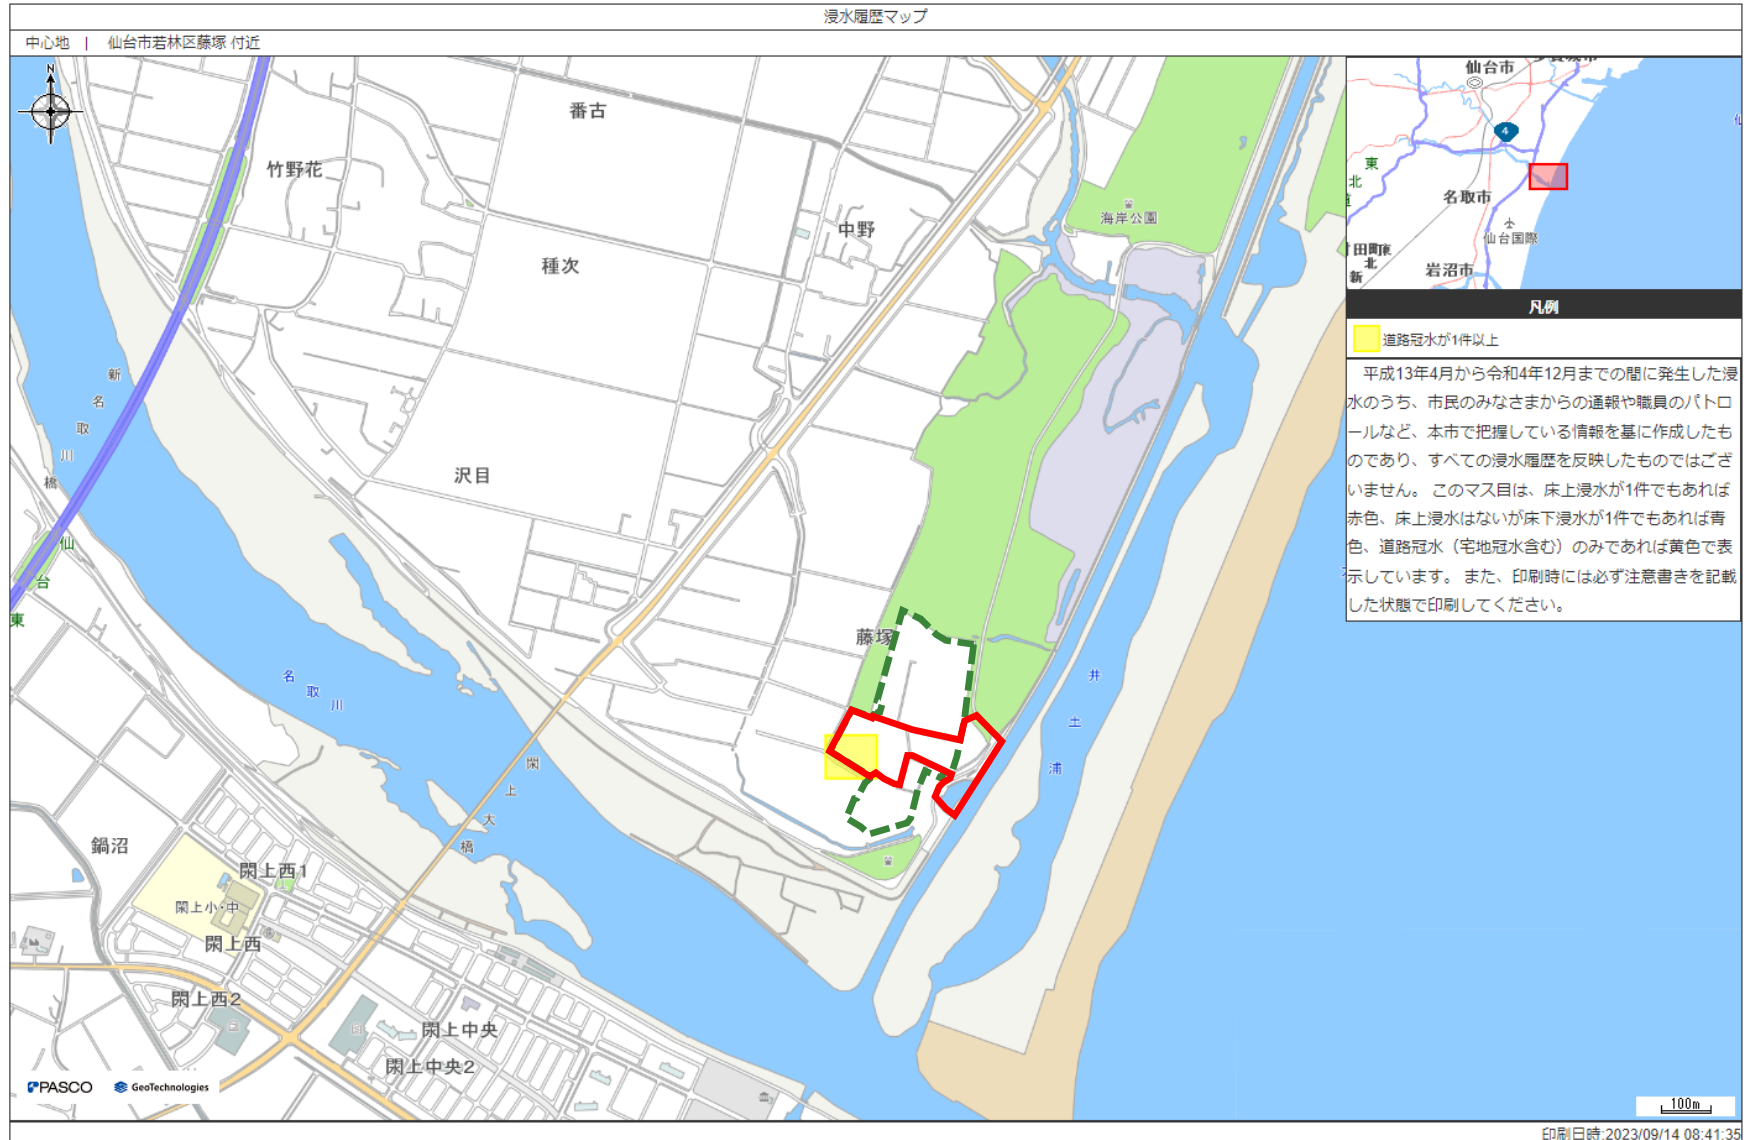 浸水履歴マップ
中心地 | 仙台市若林区藤塚 付近
N
番古
竹野花
中野
種次
海岸公園
沢目
新名取川橋
仙台東
藤塚
名取川
井土浦
閖上大橋
鍋沼
閖上西1
閖上小・中
閖上西
閖上西2
閖上中央
閖上中央2
PASCO
GeoTechnologies
仙台市
4
東北
名取市
仙台国際
岩沼市
凡例
道路冠水が1件以上
平成13年4月から令和4年12月までの間に発生した浸
水のうち、市民のみなさまからの通報や職員のパトロ
ールなど、本市で把握している情報を基に作成したも
のであり、すべての浸水履歴を反映したものではござ
いません。 このマス目は、床上浸水が1件でもあれば
赤色、床上浸水はないが床下浸水が1件でもあれば青
色、道路冠水（宅地冠水含む）のみであれば黄色で表
示しています。 また、印刷時には必ず注意書きを記載
した状態で印刷してください。
100m
印刷日時:2023/09/14 08:41:35